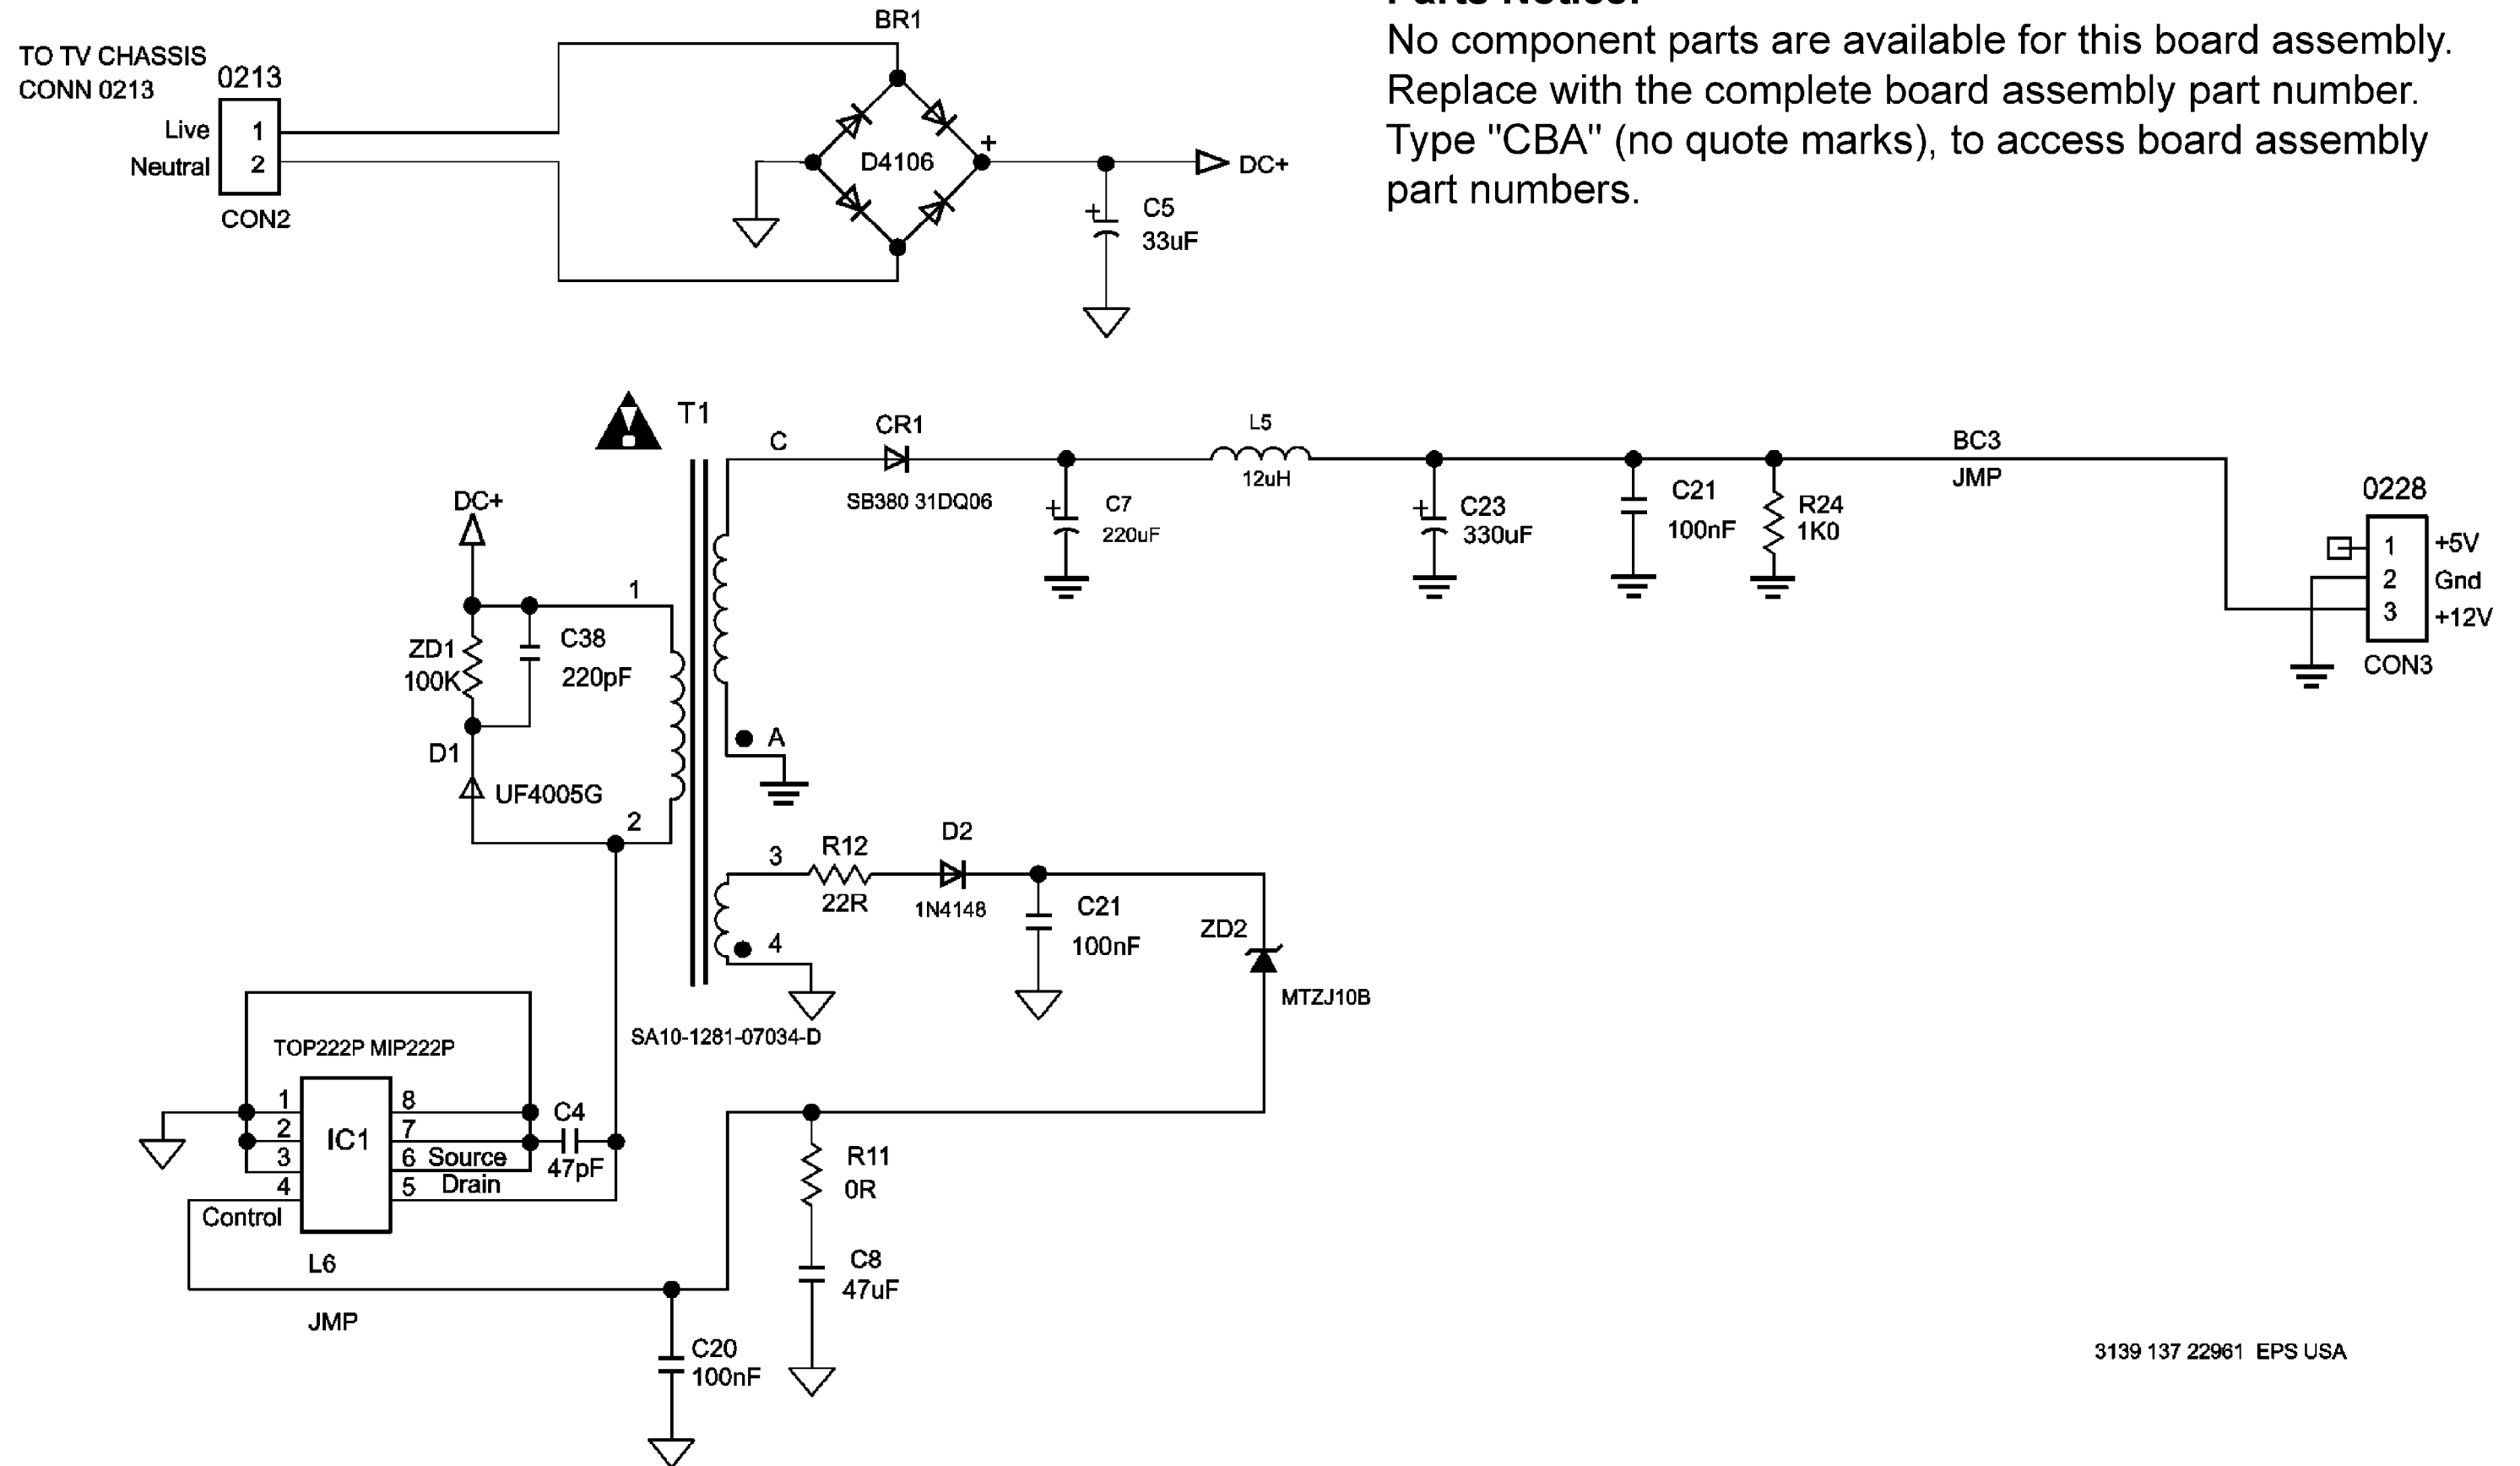 Parts Notice:
No component parts are available for this board assembly.
Replace with the complete board assembly part number.
Type "CBA" (no quote marks), to access board assembly
part numbers.
BR1
TO TV CHASSIS
CONN 0213
0213
Live
1
Neutral
2
CON2
D4106
+
DC+
+
C5
33uF
T1
C
CR1
SB380 31DQ06
L5
12uH
BC3
JMP
+
C7
220uF
+
C23
330uF
C21
100nF
R24
1K0
0228
1
+5V
2
Gnd
3
+12V
CON3
DC+
1
ZD1
100K
C38
220pF
D1
UF4005G
2
A
3
R12
22R
D2
1N4148
C21
100nF
ZD2
MTZJ10B
4
SA10-1281-07034-D
TOP222P MIP222P
1
2
3
4
IC1
8
7
6
Source
5
Drain
C4
47pF
Control
L6
JMP
R11
0R
C8
47uF
C20
100nF
3139 137 22961 EPS USA